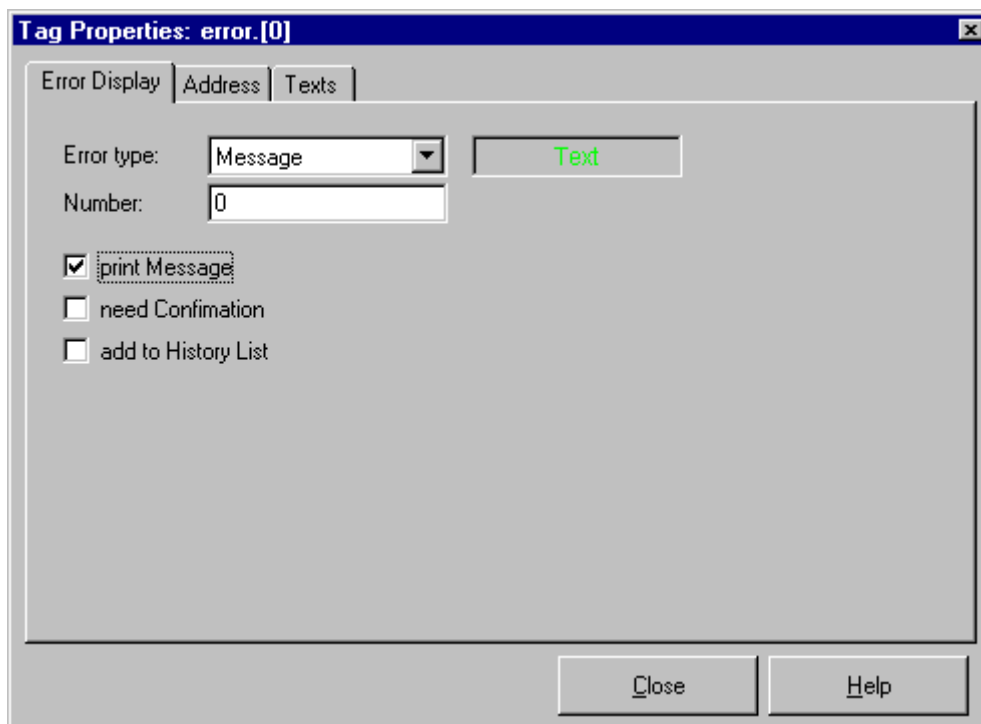 Tag Properties: error.[0]
Error Display Address Texts
Error type: Message Text
Number: 0
print Message
need Confimation
add to History List
Close Help